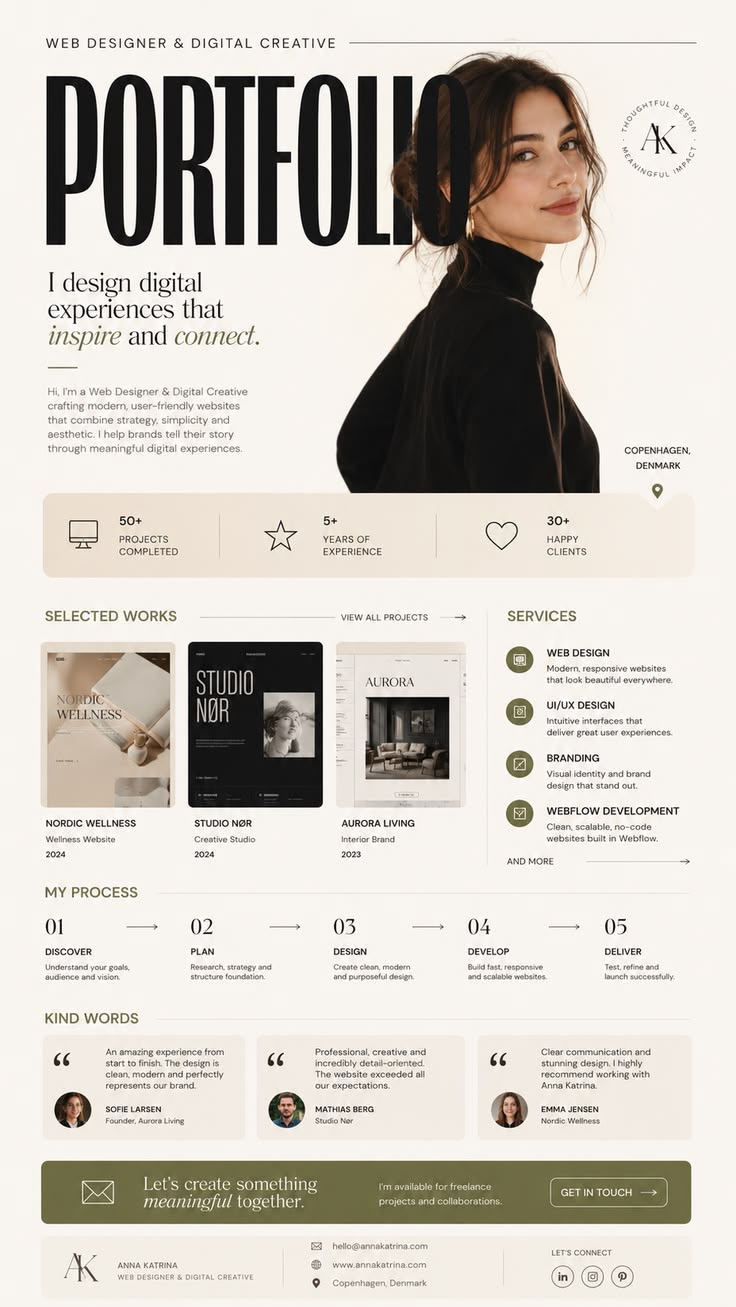 WEB DESIGNER & DIGITAL CREATIVE
PORTFOLIO
THOUGHTFUL DESIGN · MEANINGFUL IMPACT ·
AK
I design digital
experiences that
inspire and connect.
Hi, I'm a Web Designer & Digital Creative
crafting modern, user-friendly websites
that combine strategy, simplicity and
aesthetic. I help brands tell their story
through meaningful digital experiences.
COPENHAGEN,
DENMARK
50+
PROJECTS
COMPLETED
5+
YEARS OF
EXPERIENCE
30+
HAPPY
CLIENTS
SELECTED WORKS
VIEW ALL PROJECTS
NORDIC
WELLNESS
NORDIC WELLNESS
Wellness Website
2024
STUDIO
NØR
STUDIO NØR
Creative Studio
2024
AURORA
AURORA LIVING
Interior Brand
2023
SERVICES
WEB DESIGN
Modern, responsive websites
that look beautiful everywhere.
UI/UX DESIGN
Intuitive interfaces that
deliver great user experiences.
BRANDING
Visual identity and brand
design that stand out.
WEBFLOW DEVELOPMENT
Clean, scalable, no-code
websites built in Webflow.
AND MORE
MY PROCESS
01
DISCOVER
Understand your goals,
audience and vision.
02
PLAN
Research, strategy and
structure foundation.
03
DESIGN
Create clean, modern
and purposeful design.
04
DEVELOP
Build fast, responsive
and scalable websites.
05
DELIVER
Test, refine and
launch successfully.
KIND WORDS
“
An amazing experience from
start to finish. The design is
clean, modern and perfectly
represents our brand.
SOFIE LARSEN
Founder, Aurora Living
“
Professional, creative and
incredibly detail-oriented.
The website exceeded all
our expectations.
MATHIAS BERG
Studio Nør
“
Clear communication and
stunning design. I highly
recommend working with
Anna Katrina.
EMMA JENSEN
Nordic Wellness
Let's create something
meaningful together.
I'm available for freelance
projects and collaborations.
GET IN TOUCH
AK
ANNA KATRINA
WEB DESIGNER & DIGITAL CREATIVE
hello@annakatrina.com
www.annakatrina.com
Copenhagen, Denmark
LET'S CONNECT
in